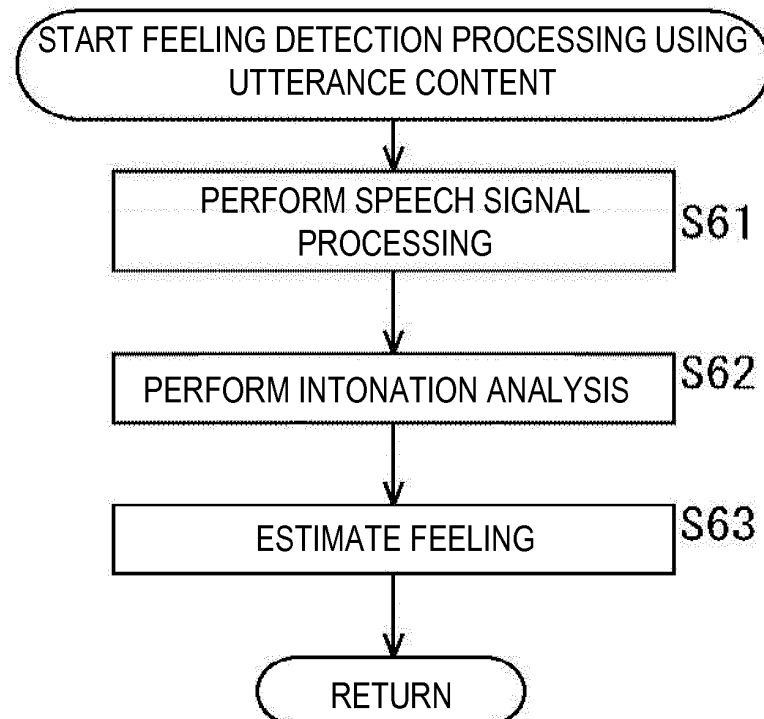 START FEELING DETECTION PROCESSING USING
UTTERANCE CONTENT
PERFORM SPEECH SIGNAL
PROCESSING
S61
PERFORM INTONATION ANALYSIS
S62
ESTIMATE FEELING
S63
RETURN